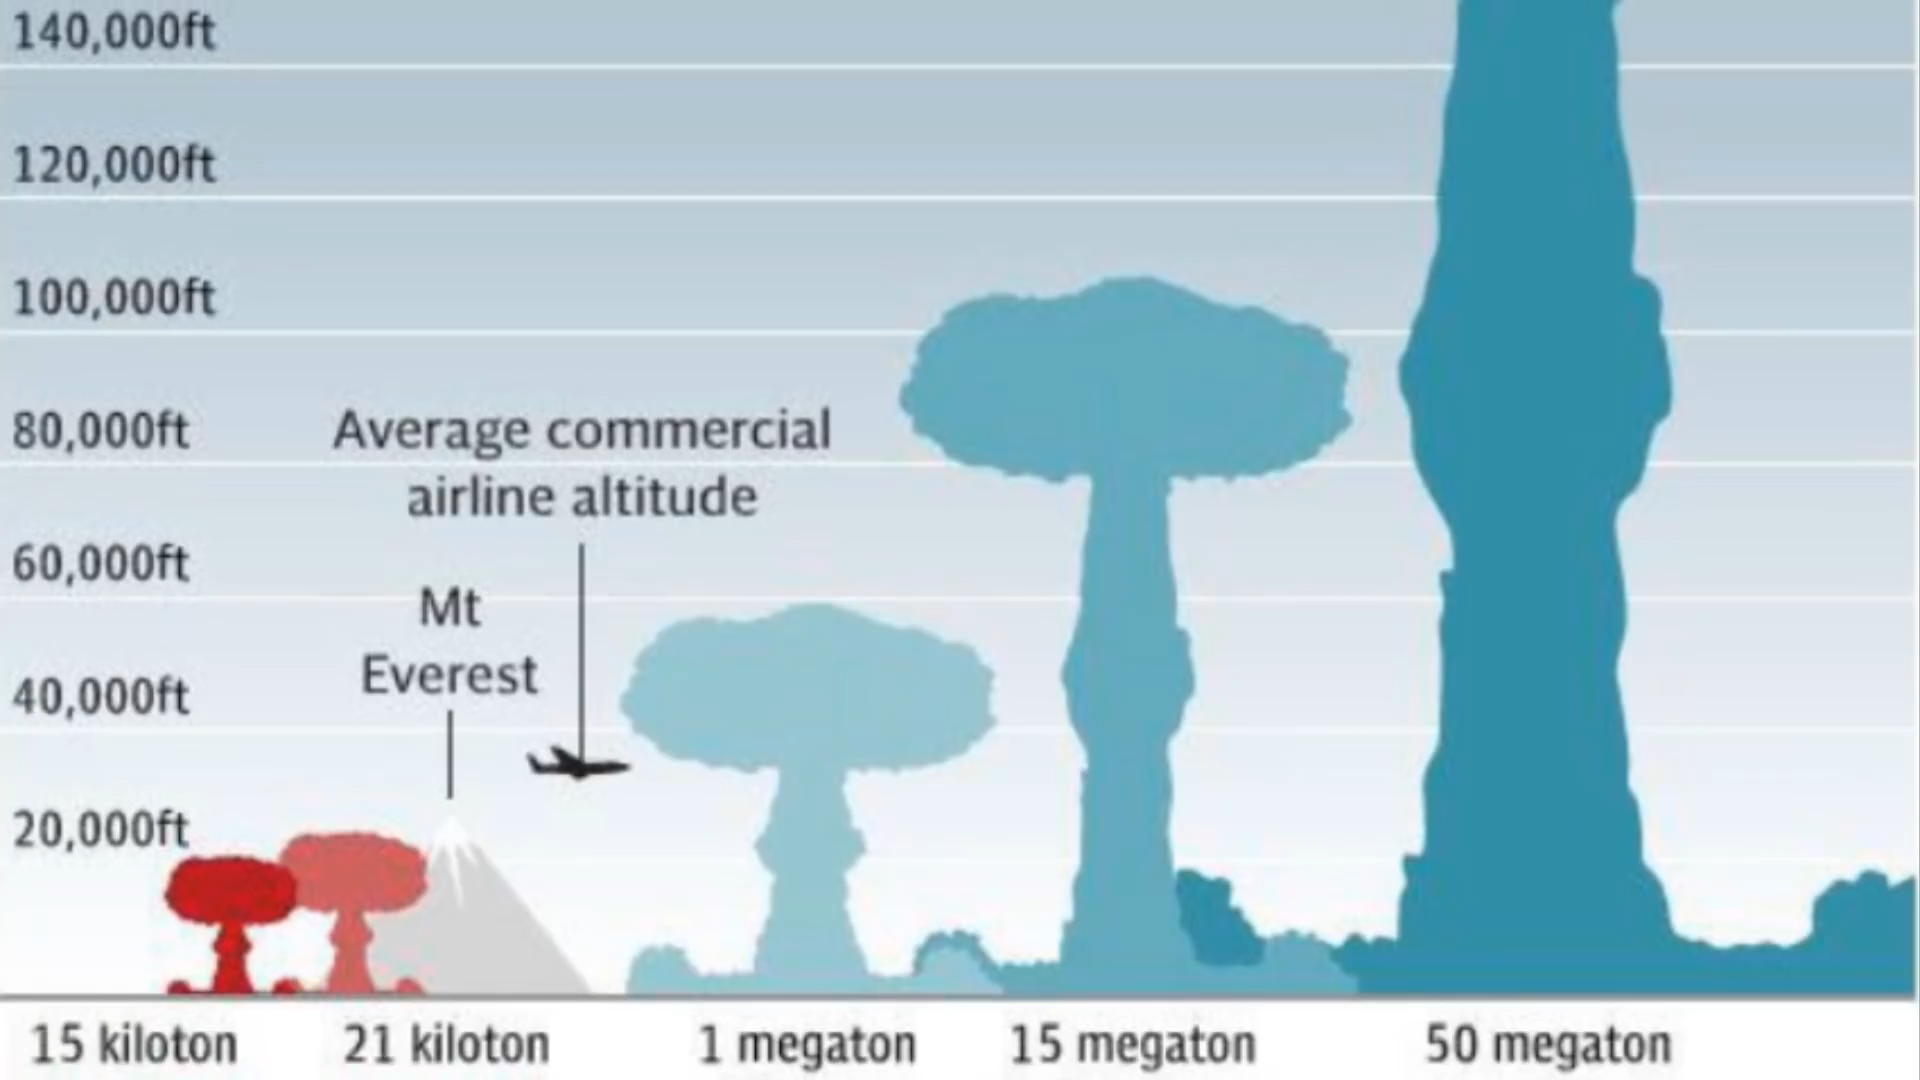 140,000ft
120,000ft
100,000ft
80,000ft
Average commercial
airline altitude
60,000ft
Mt
Everest
40,000ft
20,000ft
15 kiloton
21 kiloton
1 megaton
15 megaton
50 megaton